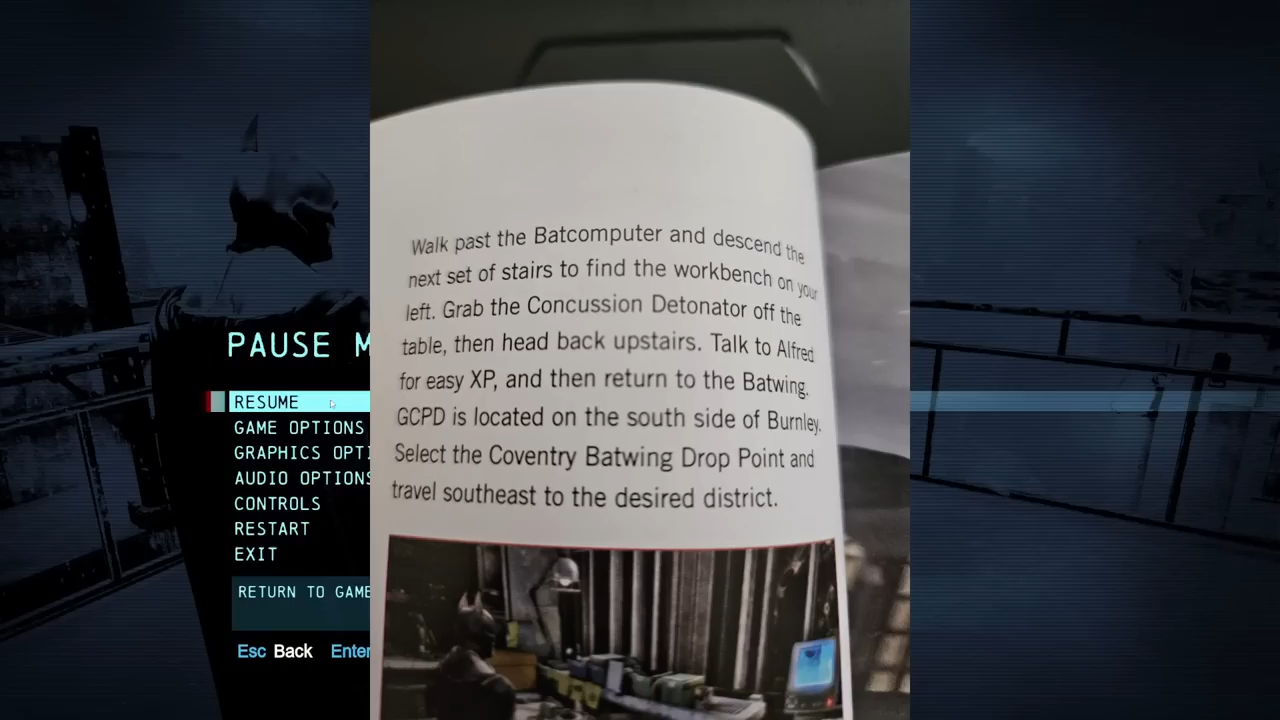 Walk past the Batcomputer and descend the
next set of stairs to find the workbench on your
left. Grab the Concussion Detonator off the
table, then head back upstairs. Talk to Alfred
for easy XP, and then return to the Batwing.
GCPD is located on the south side of Burnley.
Select the Coventry Batwing Drop Point and
travel southeast to the desired district.
PAUSE M
RESUME
GAME OPTIONS
GRAPHICS OPTI
AUDIO OPTIONS
CONTROLS
RESTART
EXIT
RETURN TO GAME
Esc Back Enter